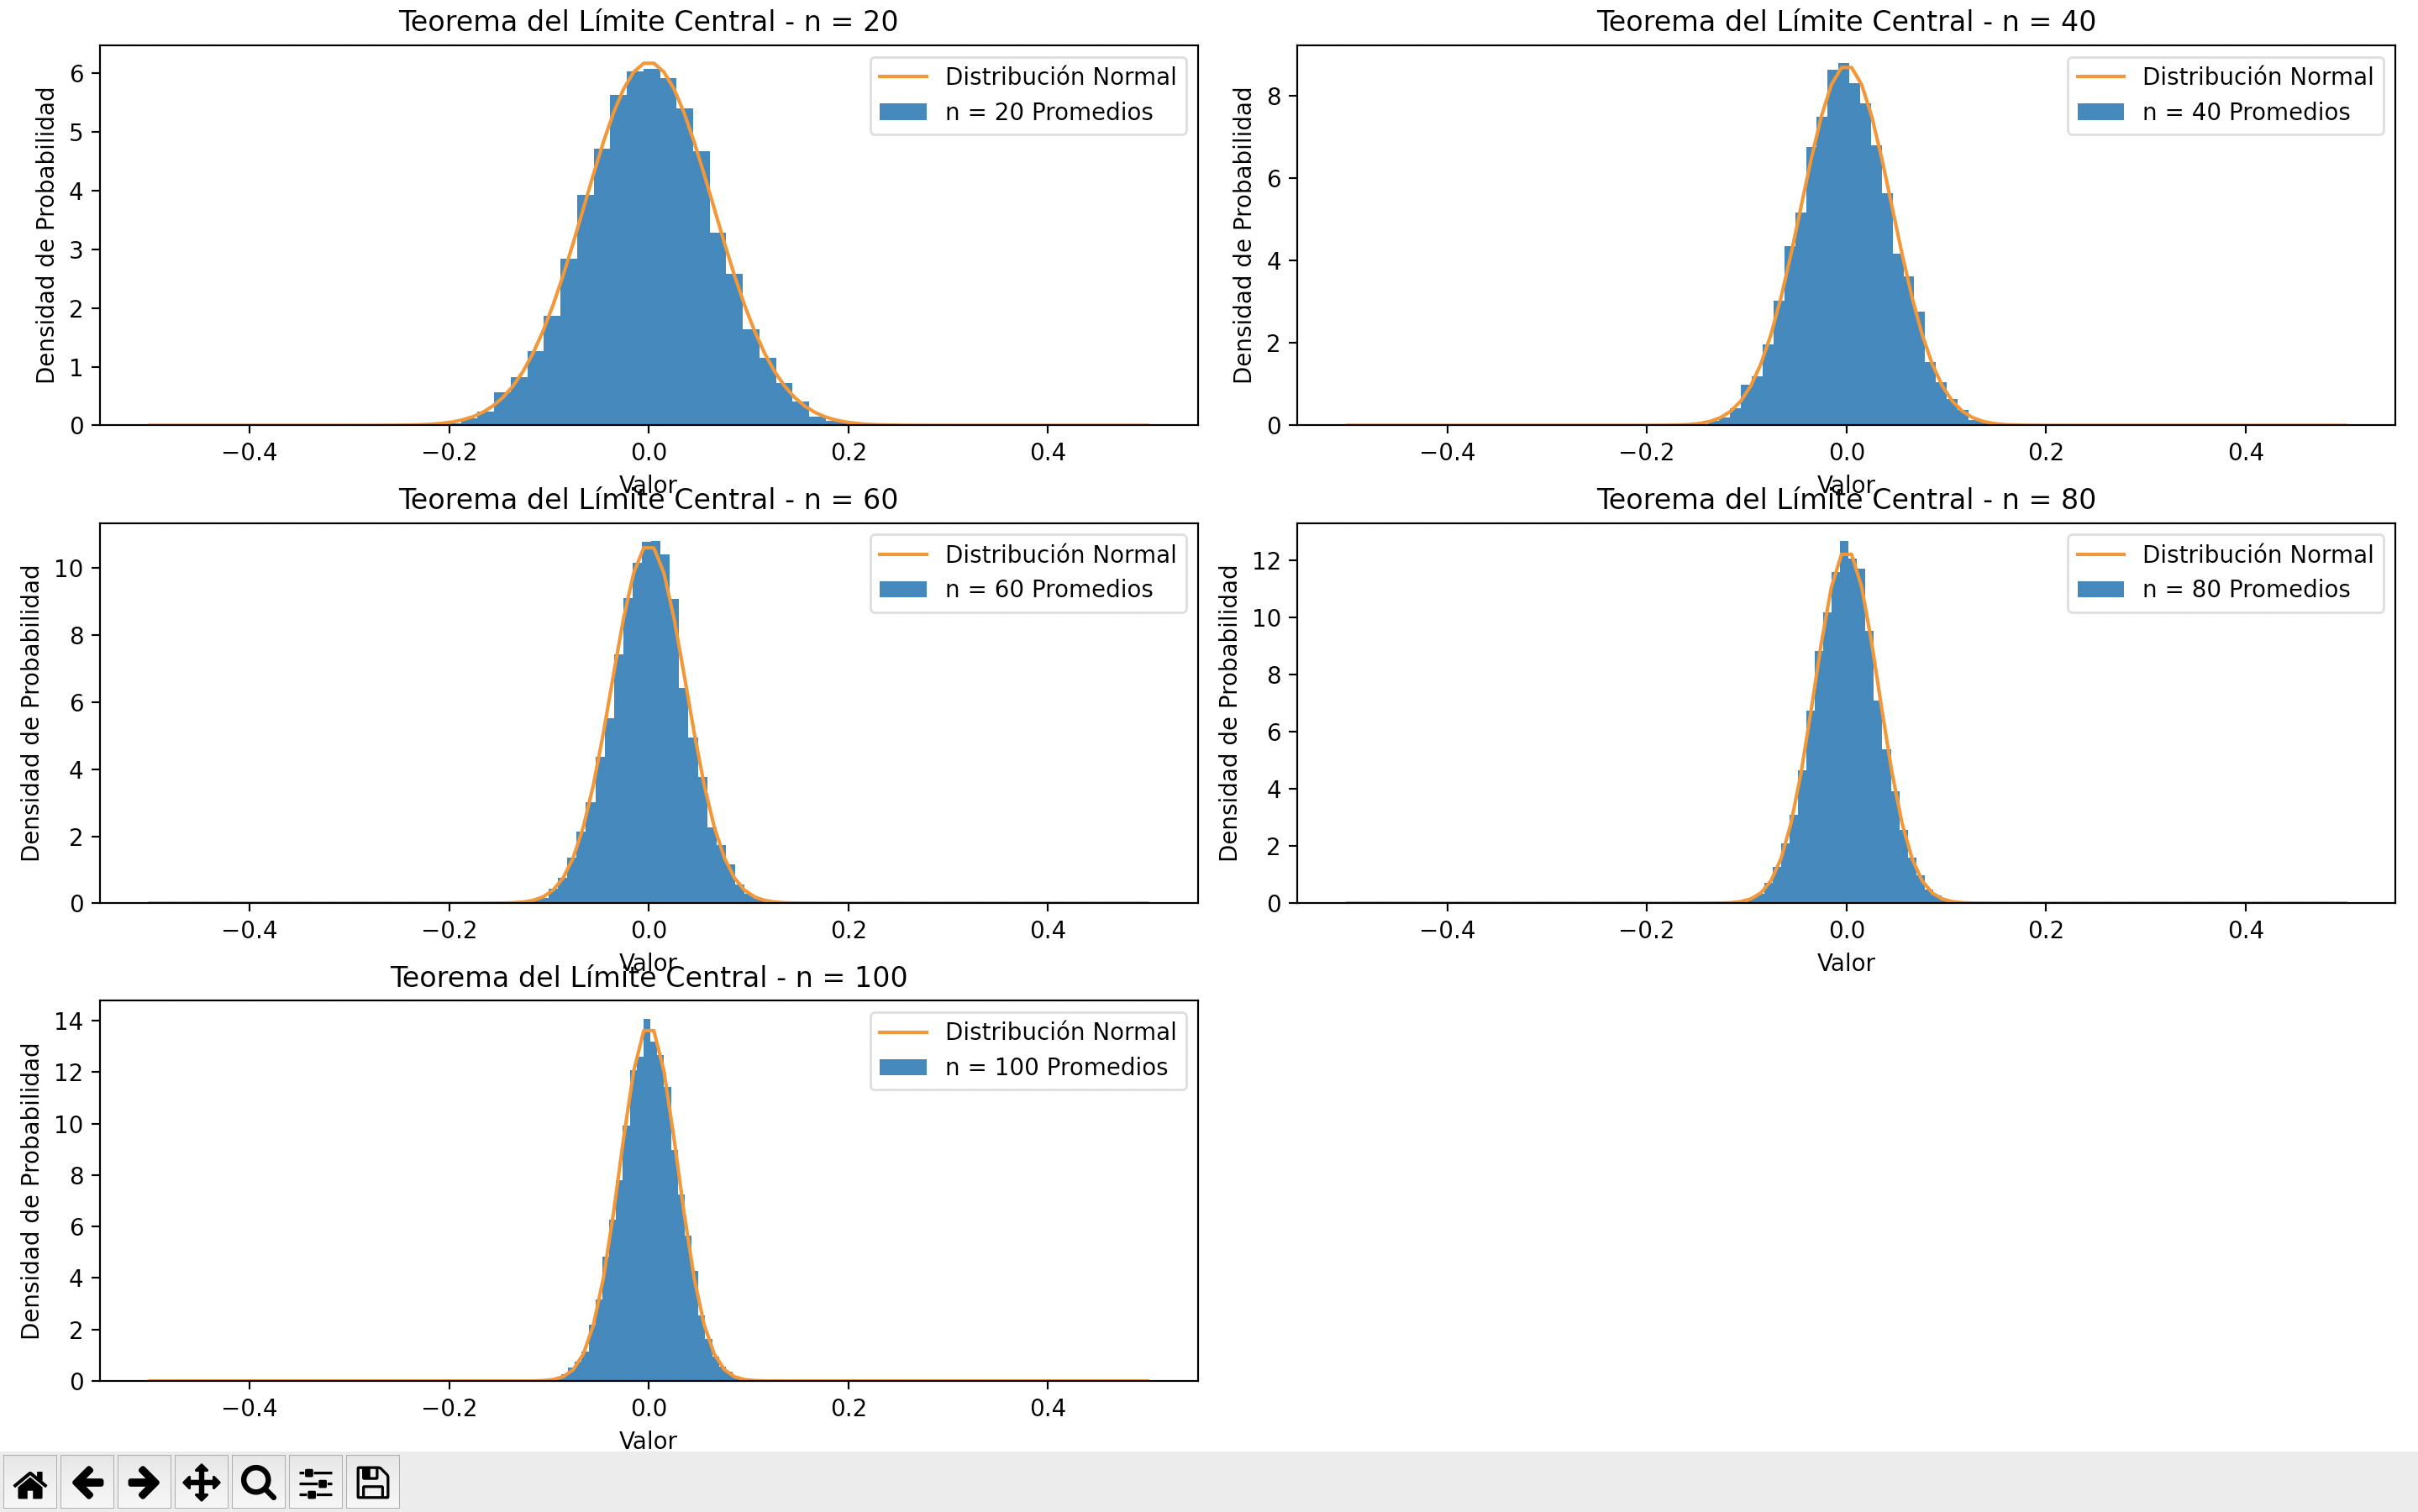 Teorema del Límite Central - n = 20
Densidad de Probabilidad
6
5
4
3
2
1
0
Distribución Normal
n = 20 Promedios
−0.4 −0.2 0.0 0.2 0.4
Valor
Teorema del Límite Central - n = 40
Densidad de Probabilidad
8
6
4
2
0
Distribución Normal
n = 40 Promedios
−0.4 −0.2 0.0 0.2 0.4
Valor
Teorema del Límite Central - n = 60
Densidad de Probabilidad
10
8
6
4
2
0
Distribución Normal
n = 60 Promedios
−0.4 −0.2 0.0 0.2 0.4
Valor
Teorema del Límite Central - n = 80
Densidad de Probabilidad
12
10
8
6
4
2
0
Distribución Normal
n = 80 Promedios
−0.4 −0.2 0.0 0.2 0.4
Valor
Teorema del Límite Central - n = 100
Densidad de Probabilidad
14
12
10
8
6
4
2
0
Distribución Normal
n = 100 Promedios
−0.4 −0.2 0.0 0.2 0.4
Valor